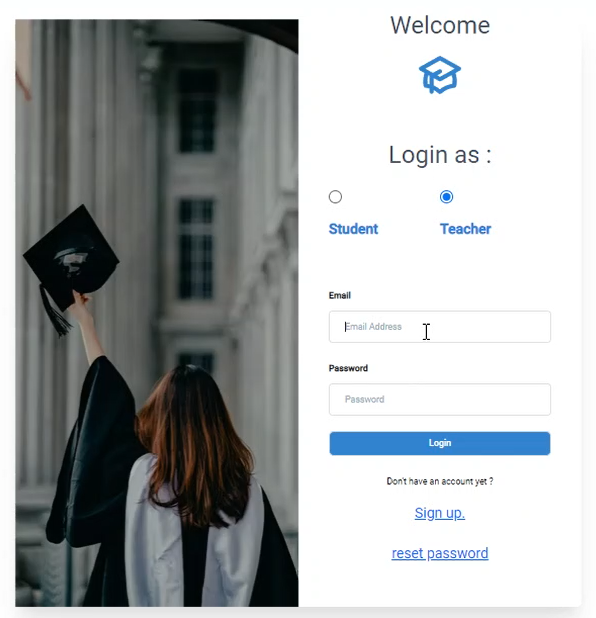 Welcome
Login as :
Student
Teacher
Email
Email Address
Password
Password
Login
Don't have an account yet ?
Sign up.
reset password